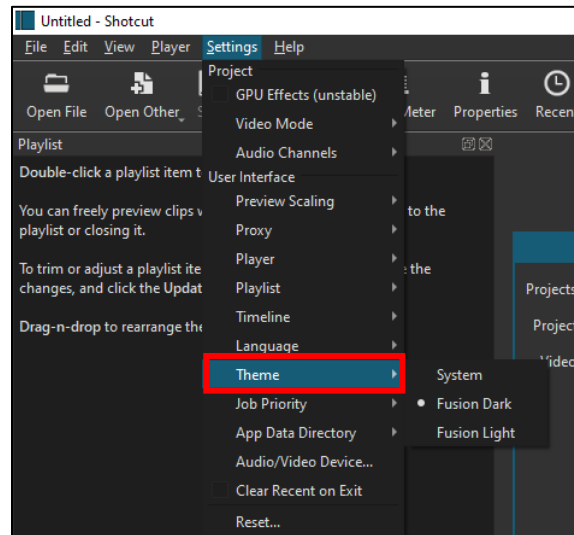 Untitled - Shotcut
File Edit View Player Settings Help
Open File Open Other Meter Properties Recen
Project
GPU Effects (unstable)
Video Mode
Audio Channels
User Interface
Preview Scaling
Proxy
Player
Playlist
Timeline
Language
Theme
Job Priority
App Data Directory
Audio/Video Device...
Clear Recent on Exit
Reset...
System
Fusion Dark
Fusion Light
Playlist
Double-click a playlist item t
You can freely preview clips v to the
playlist or closing it.
To trim or adjust a playlist ite the
changes, and click the Updat
Drag-n-drop to rearrange the
Projects
Project
Video